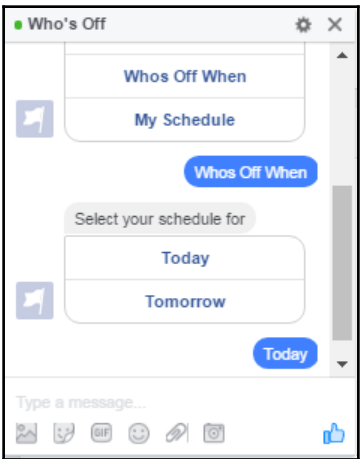 Who's Off
Whos Off When
My Schedule
Whos Off When
Select your schedule for
Today
Tomorrow
Today
Type a message...
GIF